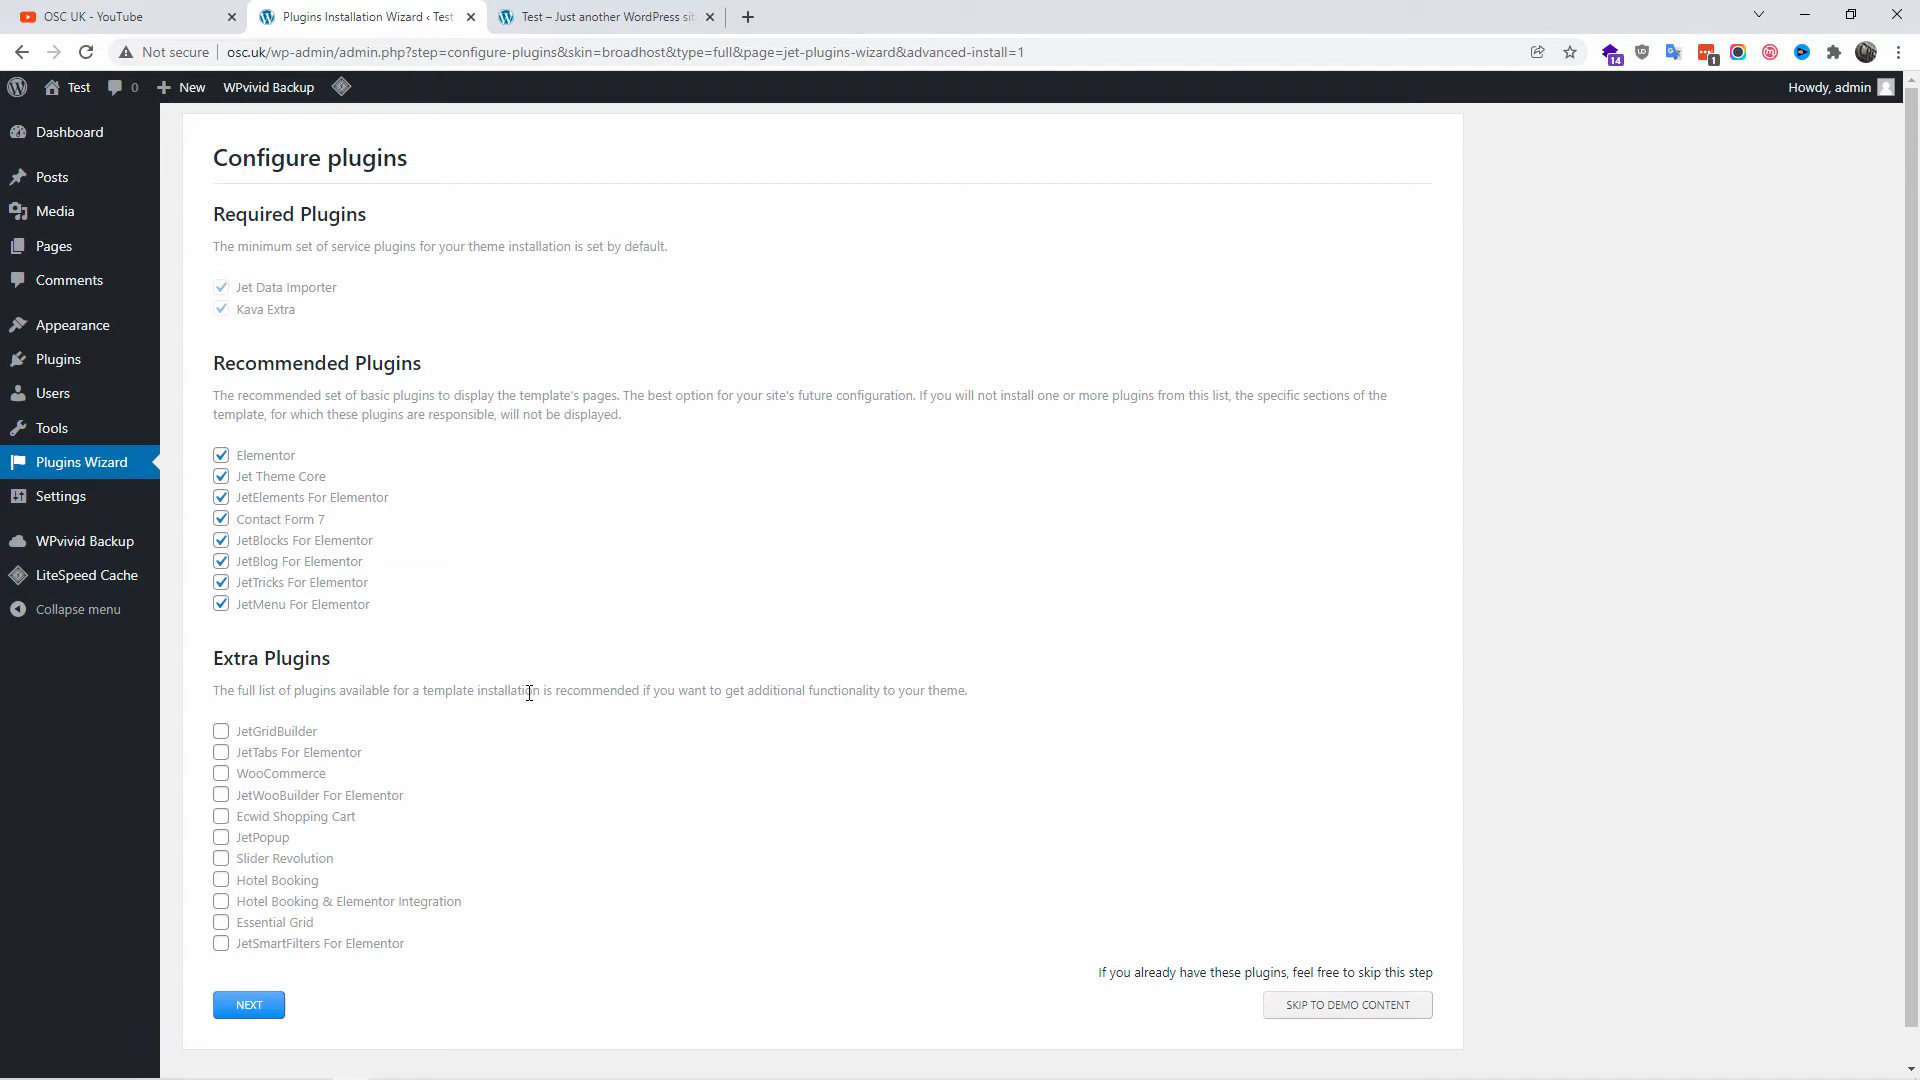 OSC UK - YouTube
Plugins Installation Wizard ‹ Test
Test – Just another WordPress sit
Not secure
osc.uk/wp-admin/admin.php?step=configure-plugins&skin=broadhost&type=full&page=jet-plugins-wizard&advanced-install=1
14
1
Test
0
New
WPvivid Backup
Howdy, admin
Dashboard
Posts
Media
Pages
Comments
Appearance
Plugins
Users
Tools
Plugins Wizard
Settings
WPvivid Backup
LiteSpeed Cache
Collapse menu
Configure plugins
Required Plugins
The minimum set of service plugins for your theme installation is set by default.
Jet Data Importer
Kava Extra
Recommended Plugins
The recommended set of basic plugins to display the template's pages. The best option for your site's future configuration. If you will not install one or more plugins from this list, the specific sections of the
template, for which these plugins are responsible, will not be displayed.
Elementor
Jet Theme Core
JetElements For Elementor
Contact Form 7
JetBlocks For Elementor
JetBlog For Elementor
JetTricks For Elementor
JetMenu For Elementor
Extra Plugins
The full list of plugins available for a template installation is recommended if you want to get additional functionality to your theme.
JetGridBuilder
JetTabs For Elementor
WooCommerce
JetWooBuilder For Elementor
Ecwid Shopping Cart
JetPopup
Slider Revolution
Hotel Booking
Hotel Booking & Elementor Integration
Essential Grid
JetSmartFilters For Elementor
If you already have these plugins, feel free to skip this step
NEXT
SKIP TO DEMO CONTENT